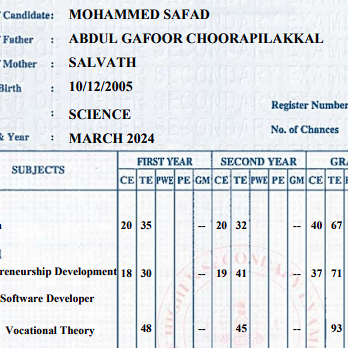 Candidate: MOHAMMED SAFAD
Father : ABDUL GAFOOR CHOORAPILAKKAL
Mother : SALVATH
Birth : 10/12/2005
: SCIENCE
Register Number
& Year : MARCH 2024
No. of Chances
SUBJECTS FIRST YEAR SECOND YEAR GRA
CE TE PWE PE GM CE TE PWE PE GM CE TE
20 35 -- 20 32 -- 40 67
reneurship Development 18 30 -- 19 41 -- 37 71
Software Developer
Vocational Theory 48 -- 45 -- 93